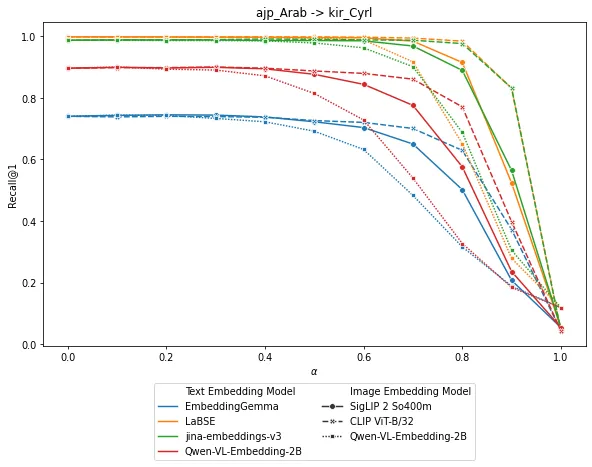 ajp_Arab -> kir_Cyrl
Recall@1
1.0
0.8
0.6
0.4
0.2
0.0
0.0 0.2 0.4 0.6 0.8 1.0
α
Text Embedding Model
EmbeddingGemma
LaBSE
jina-embeddings-v3
Qwen-VL-Embedding-2B
Image Embedding Model
SigLIP 2 So400m
CLIP ViT-B/32
Qwen-VL-Embedding-2B